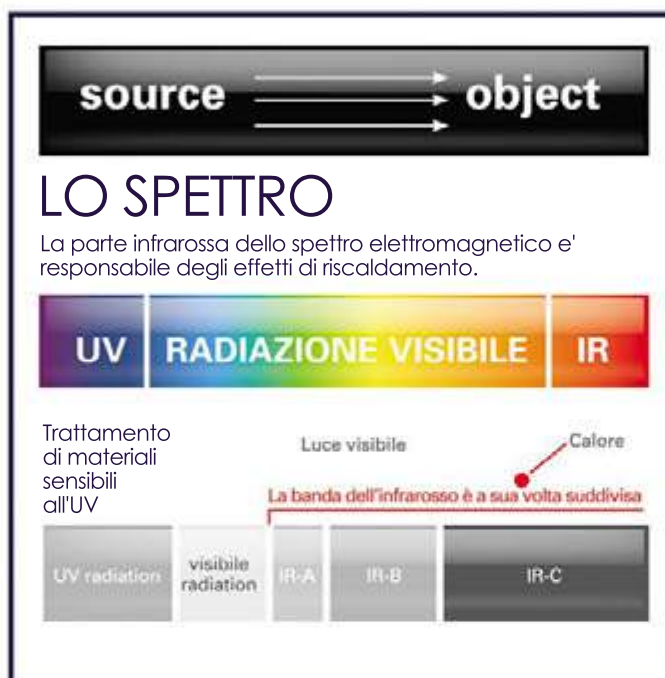 source object
LO SPETTRO
La parte infrarossa dello spettro elettromagnetico e'
responsabile degli effetti di riscaldamento.
UV RADIAZIONE VISIBILE IR
Trattamento
di materiali
sensibili
all'UV
Luce visibile
Calore
La banda dell'infrarosso è a sua volta suddivisa
UV radiation
visibile
radiation
IR-A
IR-B
IR-C